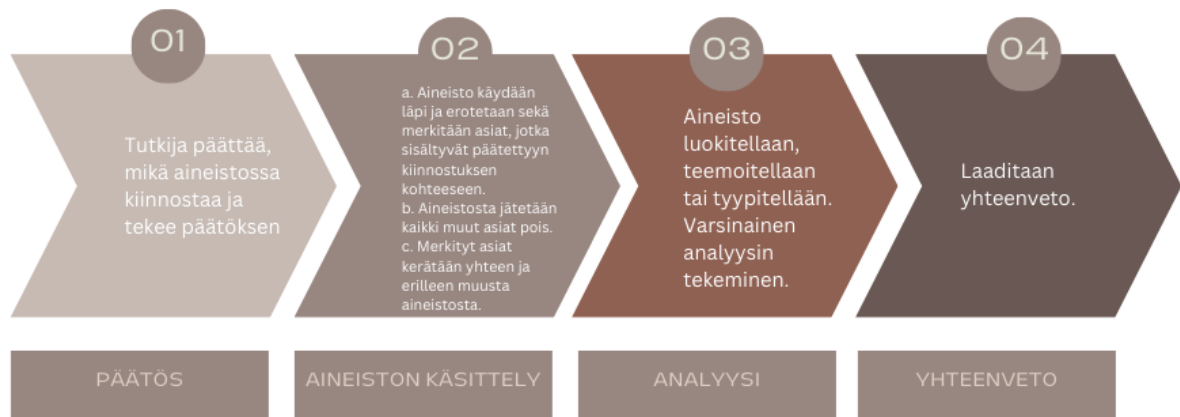 01
Tutkija päättää,
mikä aineistossa
kiinnostaa ja
tekee päätöksen
02
a. Aineisto käydään
läpi ja erotetaan sekä
merkitään asiat, jotka
sisältyvät päätettyyn
kiinnostuksen
kohteeseen.
b. Aineistosta jätetään
kaikki muut asiat pois.
c. Merkityt asiat
kerätään yhteen ja
erilleen muusta
aineistosta.
03
Aineisto
luokitellaan,
teemoitellaan
tai tyypitellään.
Varsinainen
analyysin
tekeminen.
04
Laaditaan
yhteenveto.
PÄÄTÖS
AINEISTON KÄSITTELY
ANALYYSI
YHTEENVETO